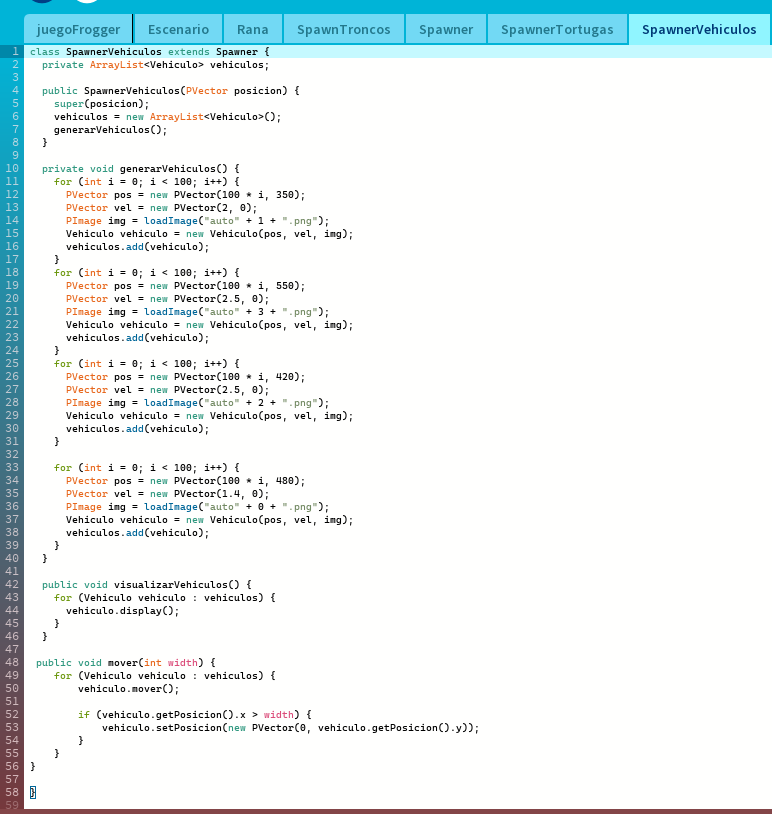 juegoFrogger Escenario Rana SpawnTroncos Spawner SpawnerTortugas SpawnerVehiculos
1 class SpawnerVehiculos extends Spawner {
2   private ArrayList<Vehiculo> vehiculos;
3
4   public SpawnerVehiculos(PVector posicion) {
5     super(posicion);
6     vehiculos = new ArrayList<Vehiculo>();
7     generarVehiculos();
8   }
9
10   private void generarVehiculos() {
11     for (int i = 0; i < 100; i++) {
12       PVector pos = new PVector(100 * i, 350);
13       PVector vel = new PVector(2, 0);
14       PImage img = loadImage("auto" + 1 + ".png");
15       Vehiculo vehiculo = new Vehiculo(pos, vel, img);
16       vehiculos.add(vehiculo);
17     }
18     for (int i = 0; i < 100; i++) {
19       PVector pos = new PVector(100 * i, 550);
20       PVector vel = new PVector(2.5, 0);
21       PImage img = loadImage("auto" + 3 + ".png");
22       Vehiculo vehiculo = new Vehiculo(pos, vel, img);
23       vehiculos.add(vehiculo);
24     }
25     for (int i = 0; i < 100; i++) {
26       PVector pos = new PVector(100 * i, 420);
27       PVector vel = new PVector(2.5, 0);
28       PImage img = loadImage("auto" + 2 + ".png");
29       Vehiculo vehiculo = new Vehiculo(pos, vel, img);
30       vehiculos.add(vehiculo);
31     }
32
33     for (int i = 0; i < 100; i++) {
34       PVector pos = new PVector(100 * i, 480);
35       PVector vel = new PVector(1.4, 0);
36       PImage img = loadImage("auto" + 0 + ".png");
37       Vehiculo vehiculo = new Vehiculo(pos, vel, img);
38       vehiculos.add(vehiculo);
39     }
40   }
41
42   public void visualizarVehiculos() {
43     for (Vehiculo vehiculo : vehiculos) {
44       vehiculo.display();
45     }
46   }
47
48  public void mover(int width) {
49     for (Vehiculo vehiculo : vehiculos) {
50         vehiculo.mover();
51
52         if (vehiculo.getPosicion().x > width) {
53             vehiculo.setPosicion(new PVector(0, vehiculo.getPosicion().y));
54         }
55     }
56 }
57
58 }
59